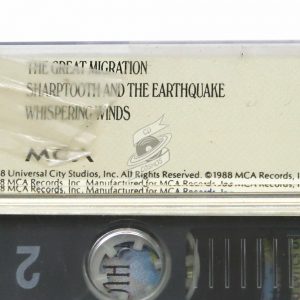 THE GREAT MIGRATION
SHARPTOOTH AND THE EARTHQUAKE
WHISPERING WINDS
MCA
8 Universal City Studios, Inc. All Rights Reserved. ©1988 MCA Records, I
MCA Records, Inc. Manufactured for MCA Records, Inc.
2